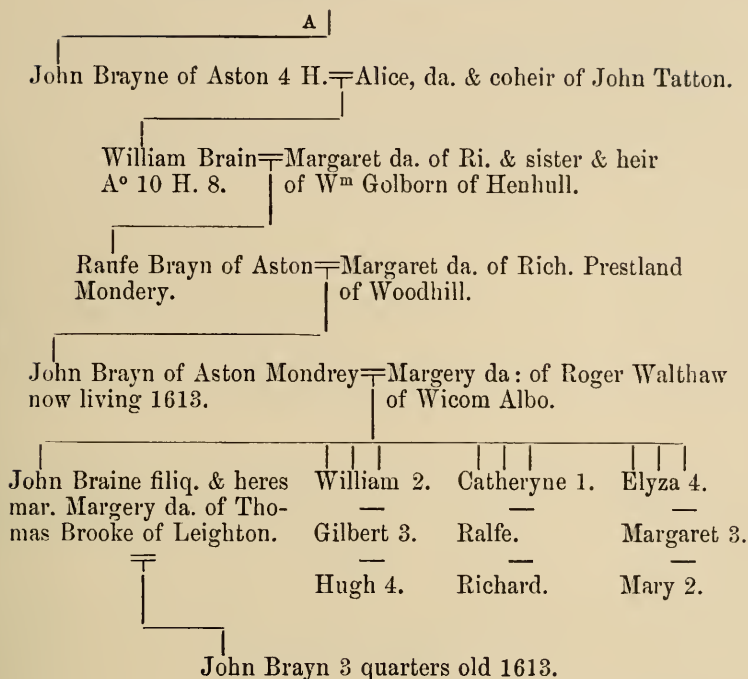 A
John Brayne of Aston 4 H. Alice, da. & coheir of John Tatton.
William Brain Margaret da. of Ri. & sister & heir
Aº 10 H. 8. of Wᵐ Golborn of Henhull.
Raufe Brayn of Aston Margaret da. of Rich. Prestland
Mondery. of Woodhill.
John Brayn of Aston Mondrey Margery da: of Roger Walthaw
now living 1613. of Wicom Albo.
John Braine filiq. & heres William 2. Catheryne 1. Elyza 4.
mar. Margery da. of Tho-
mas Brooke of Leighton. Gilbert 3. Ralfe. Margaret 3.
Hugh 4. Richard. Mary 2.
John Brayn 3 quarters old 1613.